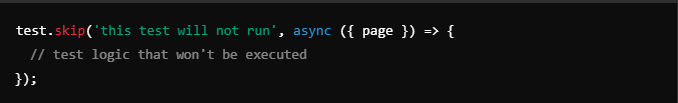 test.skip('this test will not run', async ({ page }) => {
  // test logic that won't be executed
});